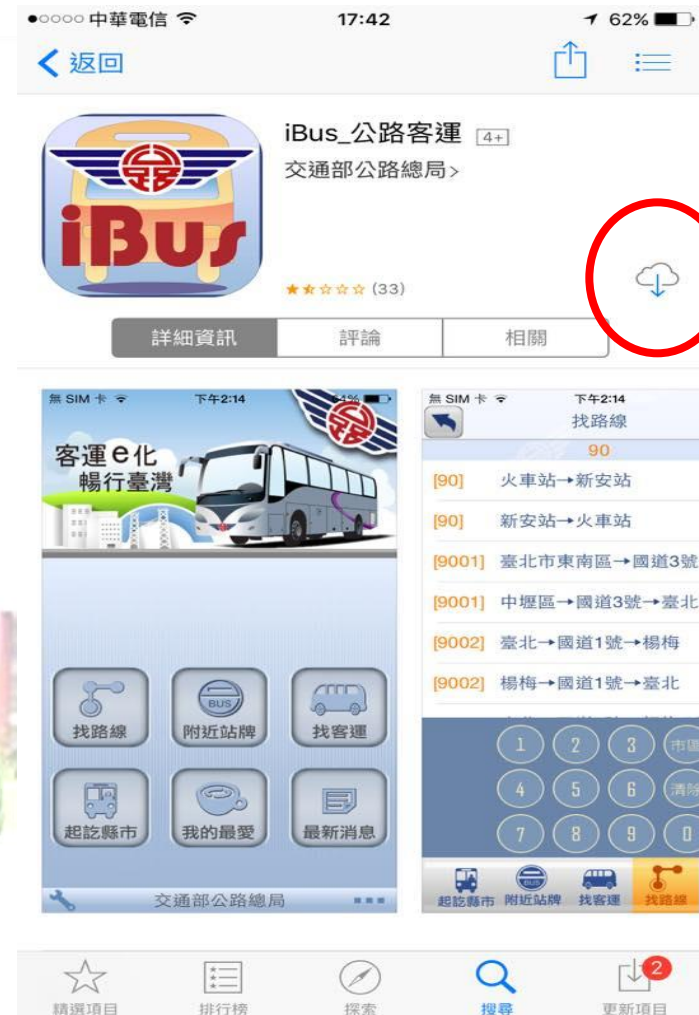 中華電信 17:42 62%
返回
iBus_公路客運 4+
交通部公路總局>
iBus
(33)
詳細資訊 評論 相關
無 SIM 卡 下午2:14 64%
客運e化
暢行臺灣
找路線 附近站牌 找客運
BUS
起訖縣市 我的最愛 最新消息
交通部公路總局
無 SIM 卡 下午2:14
找路線
90
[90] 火車站→新安站
[90] 新安站→火車站
[9001] 臺北市東南區→國道3號
[9001] 中壢區→國道3號→臺北
[9002] 臺北→國道1號→楊梅
[9002] 楊梅→國道1號→臺北
1 2 3 市區
4 5 6 清除
7 8 9 0
BUS
起訖縣市 附近站牌 找客運 找路線
2
精選項目 排行榜 探索 搜尋 更新項目